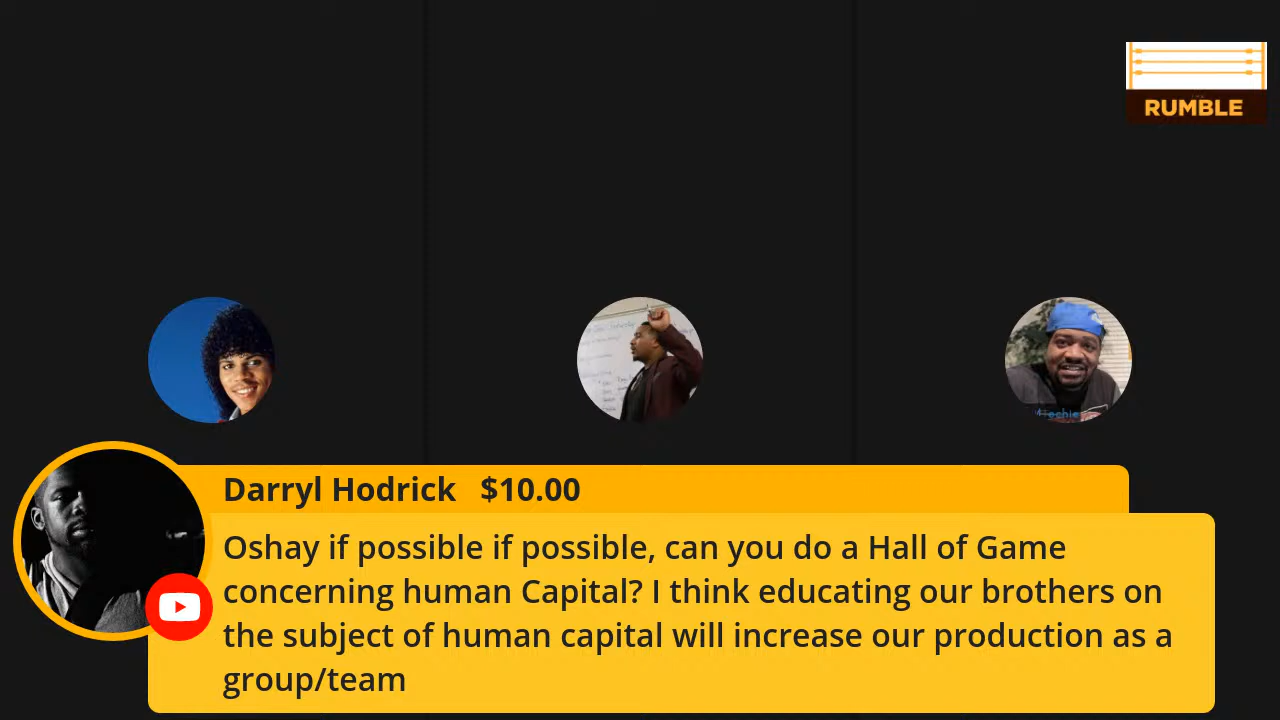 RUMBLE
Darryl Hodrick $10.00
Oshay if possible if possible, can you do a Hall of Game
concerning human Capital? I think educating our brothers on
the subject of human capital will increase our production as a
group/team